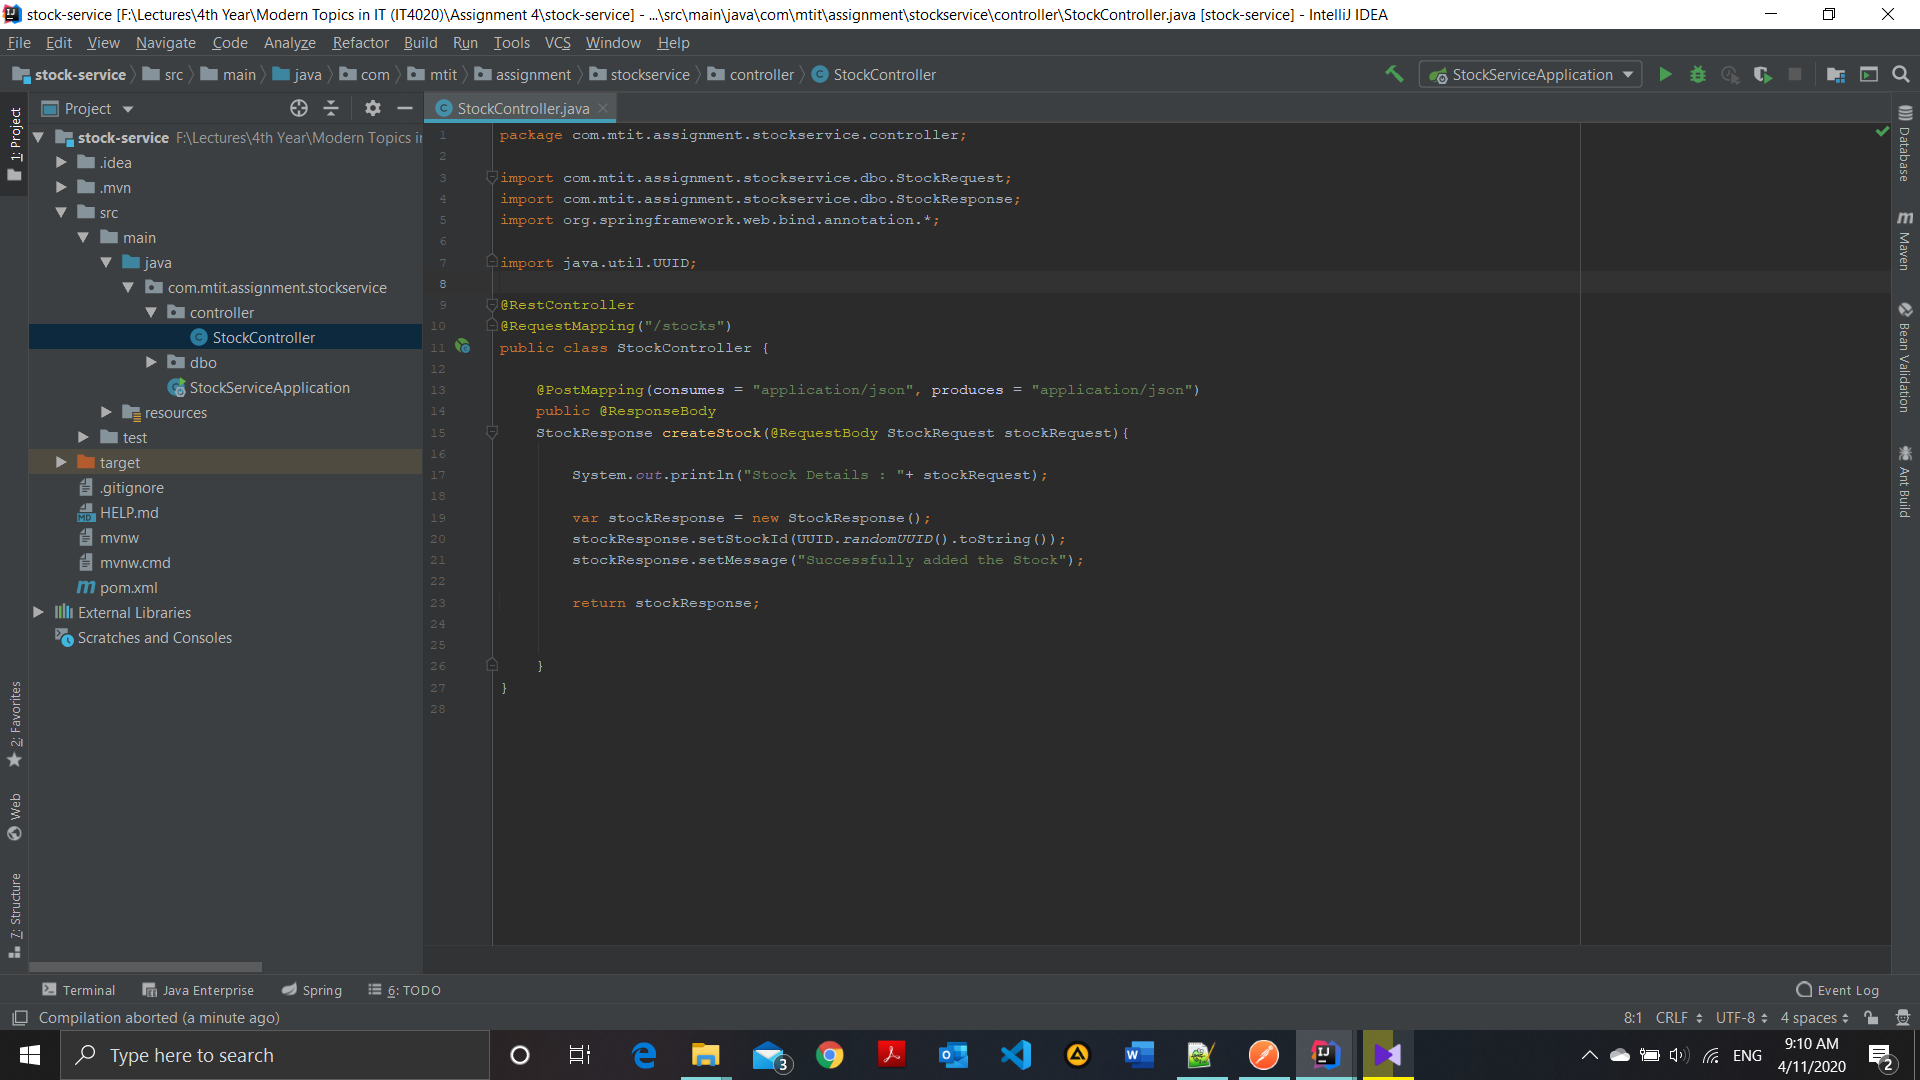 stock-service [F:\Lectures\4th Year\Modern Topics in IT (IT4020)\Assignment 4\stock-service] - ...\src\main\java\com\mtit\assignment\stockservice\controller\StockController.java [stock-service] - IntelliJ IDEA
File Edit View Navigate Code Analyze Refactor Build Run Tools VCS Window Help
stock-service src main java com mtit assignment stockservice controller StockController StockServiceApplication
Project
StockController.java
1: Project
2: Favorites
Web
7: Structure
stock-service F:\Lectures\4th Year\Modern Topics i
.idea
.mvn
src
main
java
com.mtit.assignment.stockservice
controller
StockController
dbo
StockServiceApplication
resources
test
target
.gitignore
HELP.md
mvnw
mvnw.cmd
pom.xml
External Libraries
Scratches and Consoles
1 package com.mtit.assignment.stockservice.controller;
2
3 import com.mtit.assignment.stockservice.dbo.StockRequest;
4 import com.mtit.assignment.stockservice.dbo.StockResponse;
5 import org.springframework.web.bind.annotation.*;
6
7 import java.util.UUID;
8
9 @RestController
10 @RequestMapping("/stocks")
11 public class StockController {
12
13 @PostMapping(consumes = "application/json", produces = "application/json")
14 public @ResponseBody
15 StockResponse createStock(@RequestBody StockRequest stockRequest){
16
17 System.out.println("Stock Details : "+ stockRequest);
18
19 var stockResponse = new StockResponse();
20 stockResponse.setStockId(UUID.randomUUID().toString());
21 stockResponse.setMessage("Successfully added the Stock");
22
23 return stockResponse;
24
25
26 }
27 }
28
Database
Maven
Bean Validation
Ant Build
Terminal Java Enterprise Spring 6: TODO Event Log
Compilation aborted (a minute ago) 8:1 CRLF UTF-8 4 spaces
Type here to search 3 ENG 9:10 AM
4/11/2020 2